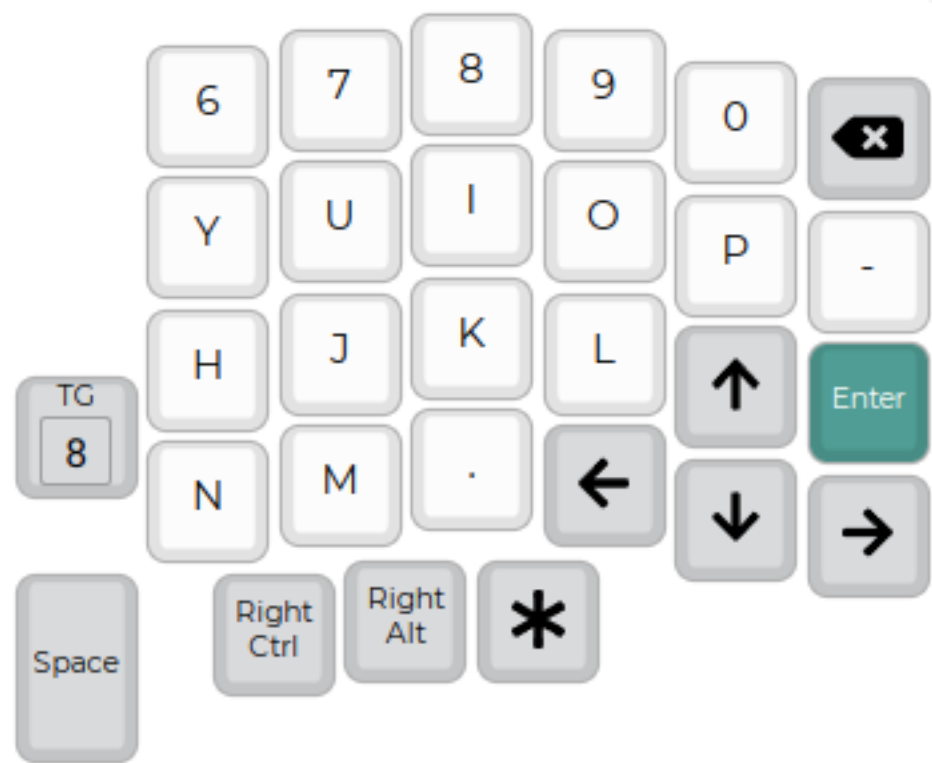 6 7 8 9 0
Y U I O P -
H J K L Enter
TG
8
N M .
Right
Ctrl
Right
Alt
Space